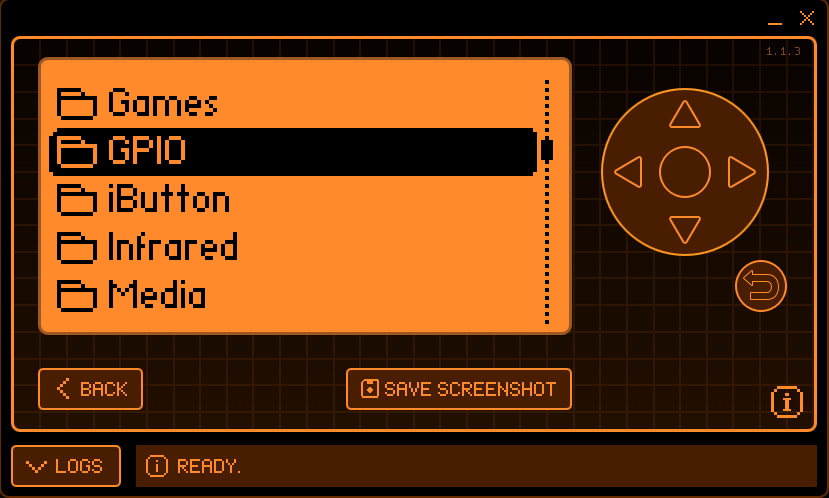 1.1.3
Games
GPIO
iButton
Infrared
Media
BACK
SAVE SCREENSHOT
LOGS
READY.